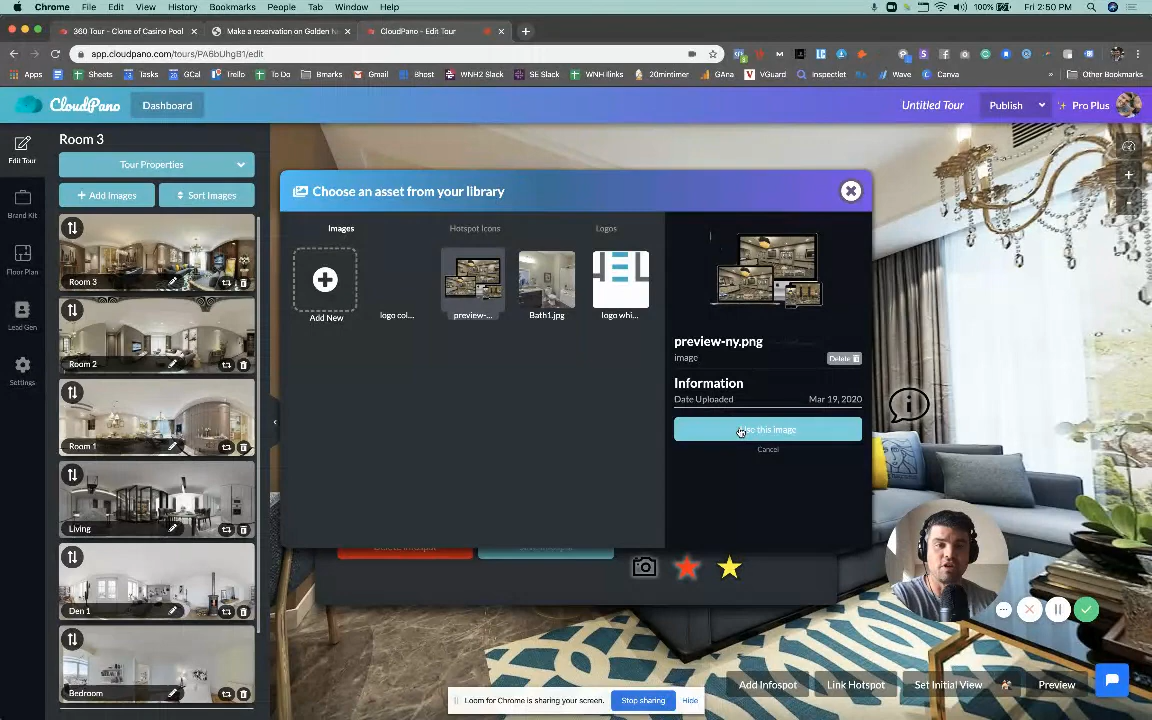 Chrome File Edit View History Bookmarks People Tab Window Help
100% Fri 2:50 PM
360 Tour - Clone of Casino Pool
Make a reservation on Golden N
CloudPano - Edit Tour
app.cloudpano.com/tours/PA6bUhgB1/edit
Apps Sheets Tasks GCal Trello To Do Bmarks Gmail Bhost WNH2 Slack SE Slack WNH llnks 20mintimer GAna VGuard Inspectlet Wave Canva » Other Bookmarks
CloudPano Dashboard Untitled Tour Publish Pro Plus
Edit Tour
Brand Kit
Floor Plan
Lead Gen
Settings
Room 3
Tour Properties
+ Add Images Sort Images
Room 3
Room 2
Room 1
Living
Den 1
Bedroom
Choose an asset from your library
Images Hotspot Icons Logos
Add New
logo col...
preview-...
Bath1.jpg
logo whi...
preview-ny.png
image Delete
Information
Date Uploaded Mar 19, 2020
Use this image
Cancel
Add Infospot Link Hotspot Set Initial View Preview
Loom for Chrome is sharing your screen. Stop sharing Hide